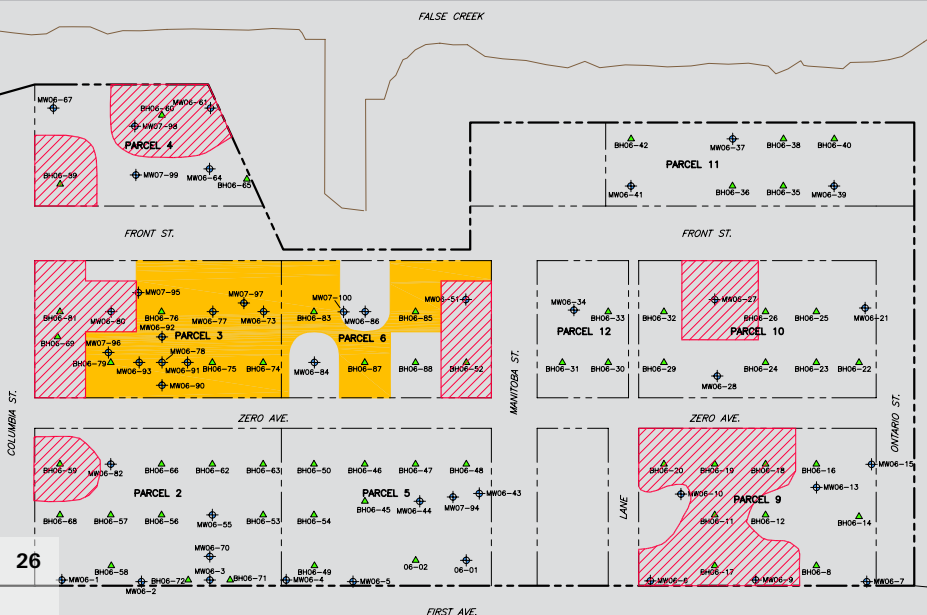 FALSE CREEK
MW06-67
MW06-61
BH06-60
MW07-98
PARCEL 4
BH06-42
MW06-37
BH06-38
BH06-40
PARCEL 11
MW07-99
MW06-64
BH06-65
BH06-89
MW06-41
BH06-36
BH06-35
MW06-39
FRONT ST.
FRONT ST.
MW07-95
MW07-97
MW07-100
MW06-51
MW06-34
MW06-27
BH06-81
MW06-80
BH06-76
MW06-77
MW06-73
BH06-83
MW06-86
BH06-85
BH06-33
BH06-32
BH06-26
BH06-25
MW06-21
MW06-92
PARCEL 3
PARCEL 6
PARCEL 12
PARCEL 10
BH06-69
MW07-96
MW06-78
BH06-79
MW06-93
MW06-91
BH06-75
BH06-74
MW06-84
BH06-87
BH06-88
BH06-52
BH06-31
BH06-30
BH06-29
BH06-24
BH06-23
BH06-22
MW06-90
MW06-28
COLUMBIA ST.
MANITOBA ST.
ONTARIO ST.
ZERO AVE.
ZERO AVE.
BH06-59
MW06-82
BH06-66
BH06-62
BH06-63
BH06-50
BH06-46
BH06-47
BH06-48
BH06-20
BH06-19
BH06-18
BH06-16
MW06-15
PARCEL 2
PARCEL 5
MW06-43
MW06-10
PARCEL 9
MW06-13
BH06-45
MW06-44
MW07-94
LANE
BH06-68
BH06-57
BH06-56
MW06-55
BH06-53
BH06-54
BH06-11
BH06-12
BH06-14
MW06-70
26
BH06-58
MW06-3
BH06-49
06-02
06-01
BH06-17
BH06-8
MW06-1
MW06-2
BH06-72
BH06-71
MW06-4
MW06-5
MW06-6
MW06-9
MW06-7
FIRST AVE.